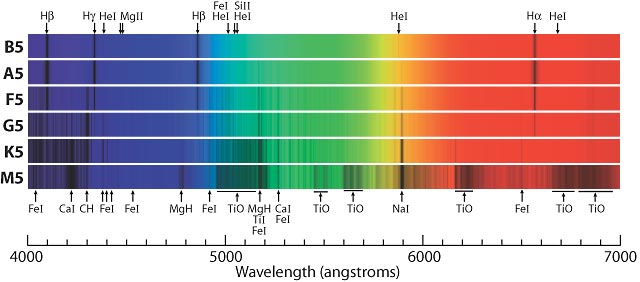 FeI SiII
Hβ Hγ HeI MgII Hβ HeI HeI HeI Hα HeI
B5
A5
F5
G5
K5
M5
FeI CaI CH FeI FeI MgH FeI TiO MgH CaI TiO TiO NaI TiO FeI TiO TiO
TiI FeI
FeI
4000 5000 6000 7000
Wavelength (angstroms)